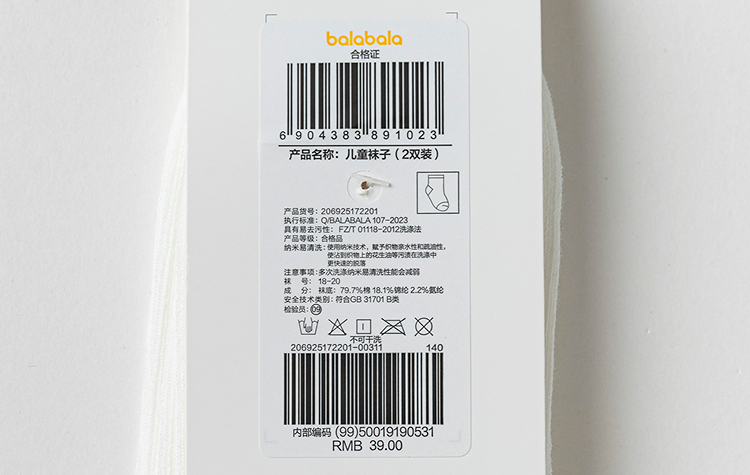 balabala
合格证
6904383891023
产品名称：儿童袜子（2双装）
产品货号：206925172201
执行标准：Q/BALABALA 107-2023
具有易去污性： FZ/T 01118-2012洗涤法
产品等级：合格品
纳米易清洗：使用纳米技术，赋予织物亲水性和疏油性，
使沾到织物上的花生油等污渍在洗涤中
更快速的脱落
注意事项：多次洗涤纳米易清洗性能会减弱
袜 号：18-20
成 分：袜底：79.7%棉 18.1%锦纶 2.2%氨纶
安全技术类别：符合GB 31701 B类
检验员：09
不可干洗
206925172201-00311 140
内部编码 (99)50019190531
RMB 39.00